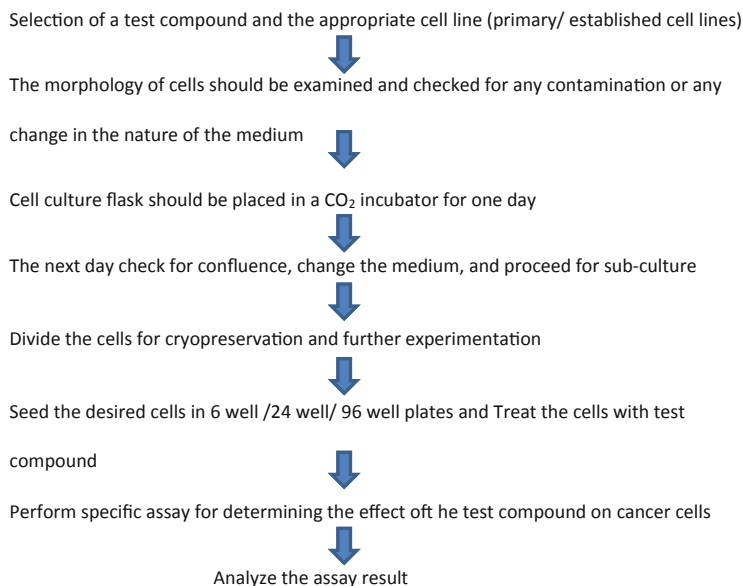 Selection of a test compound and the appropriate cell line (primary/ established cell lines)
The morphology of cells should be examined and checked for any contamination or any
change in the nature of the medium
Cell culture flask should be placed in a CO₂ incubator for one day
The next day check for confluence, change the medium, and proceed for sub-culture
Divide the cells for cryopreservation and further experimentation
Seed the desired cells in 6 well /24 well/ 96 well plates and Treat the cells with test
compound
Perform specific assay for determining the effect oft he test compound on cancer cells
Analyze the assay result